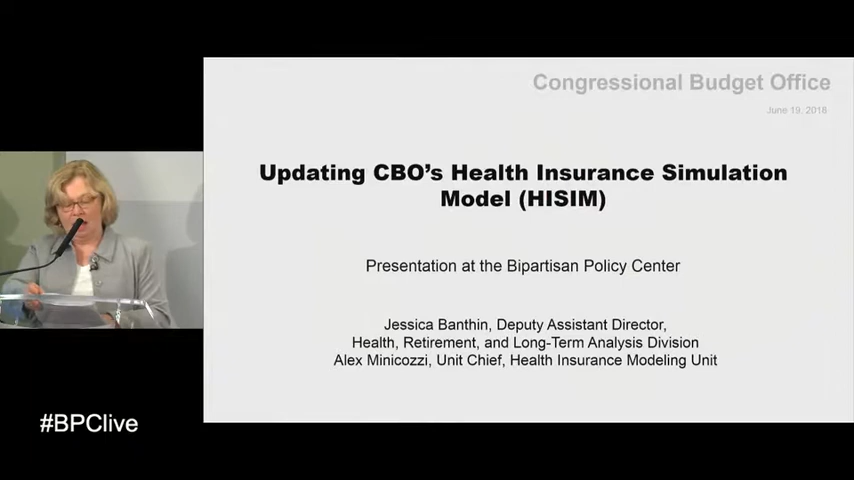 Congressional Budget Office
June 19, 2018
Updating CBO's Health Insurance Simulation
Model (HISIM)
Presentation at the Bipartisan Policy Center
Jessica Banthin, Deputy Assistant Director,
Health, Retirement, and Long-Term Analysis Division
Alex Minicozzi, Unit Chief, Health Insurance Modeling Unit
#BPClive